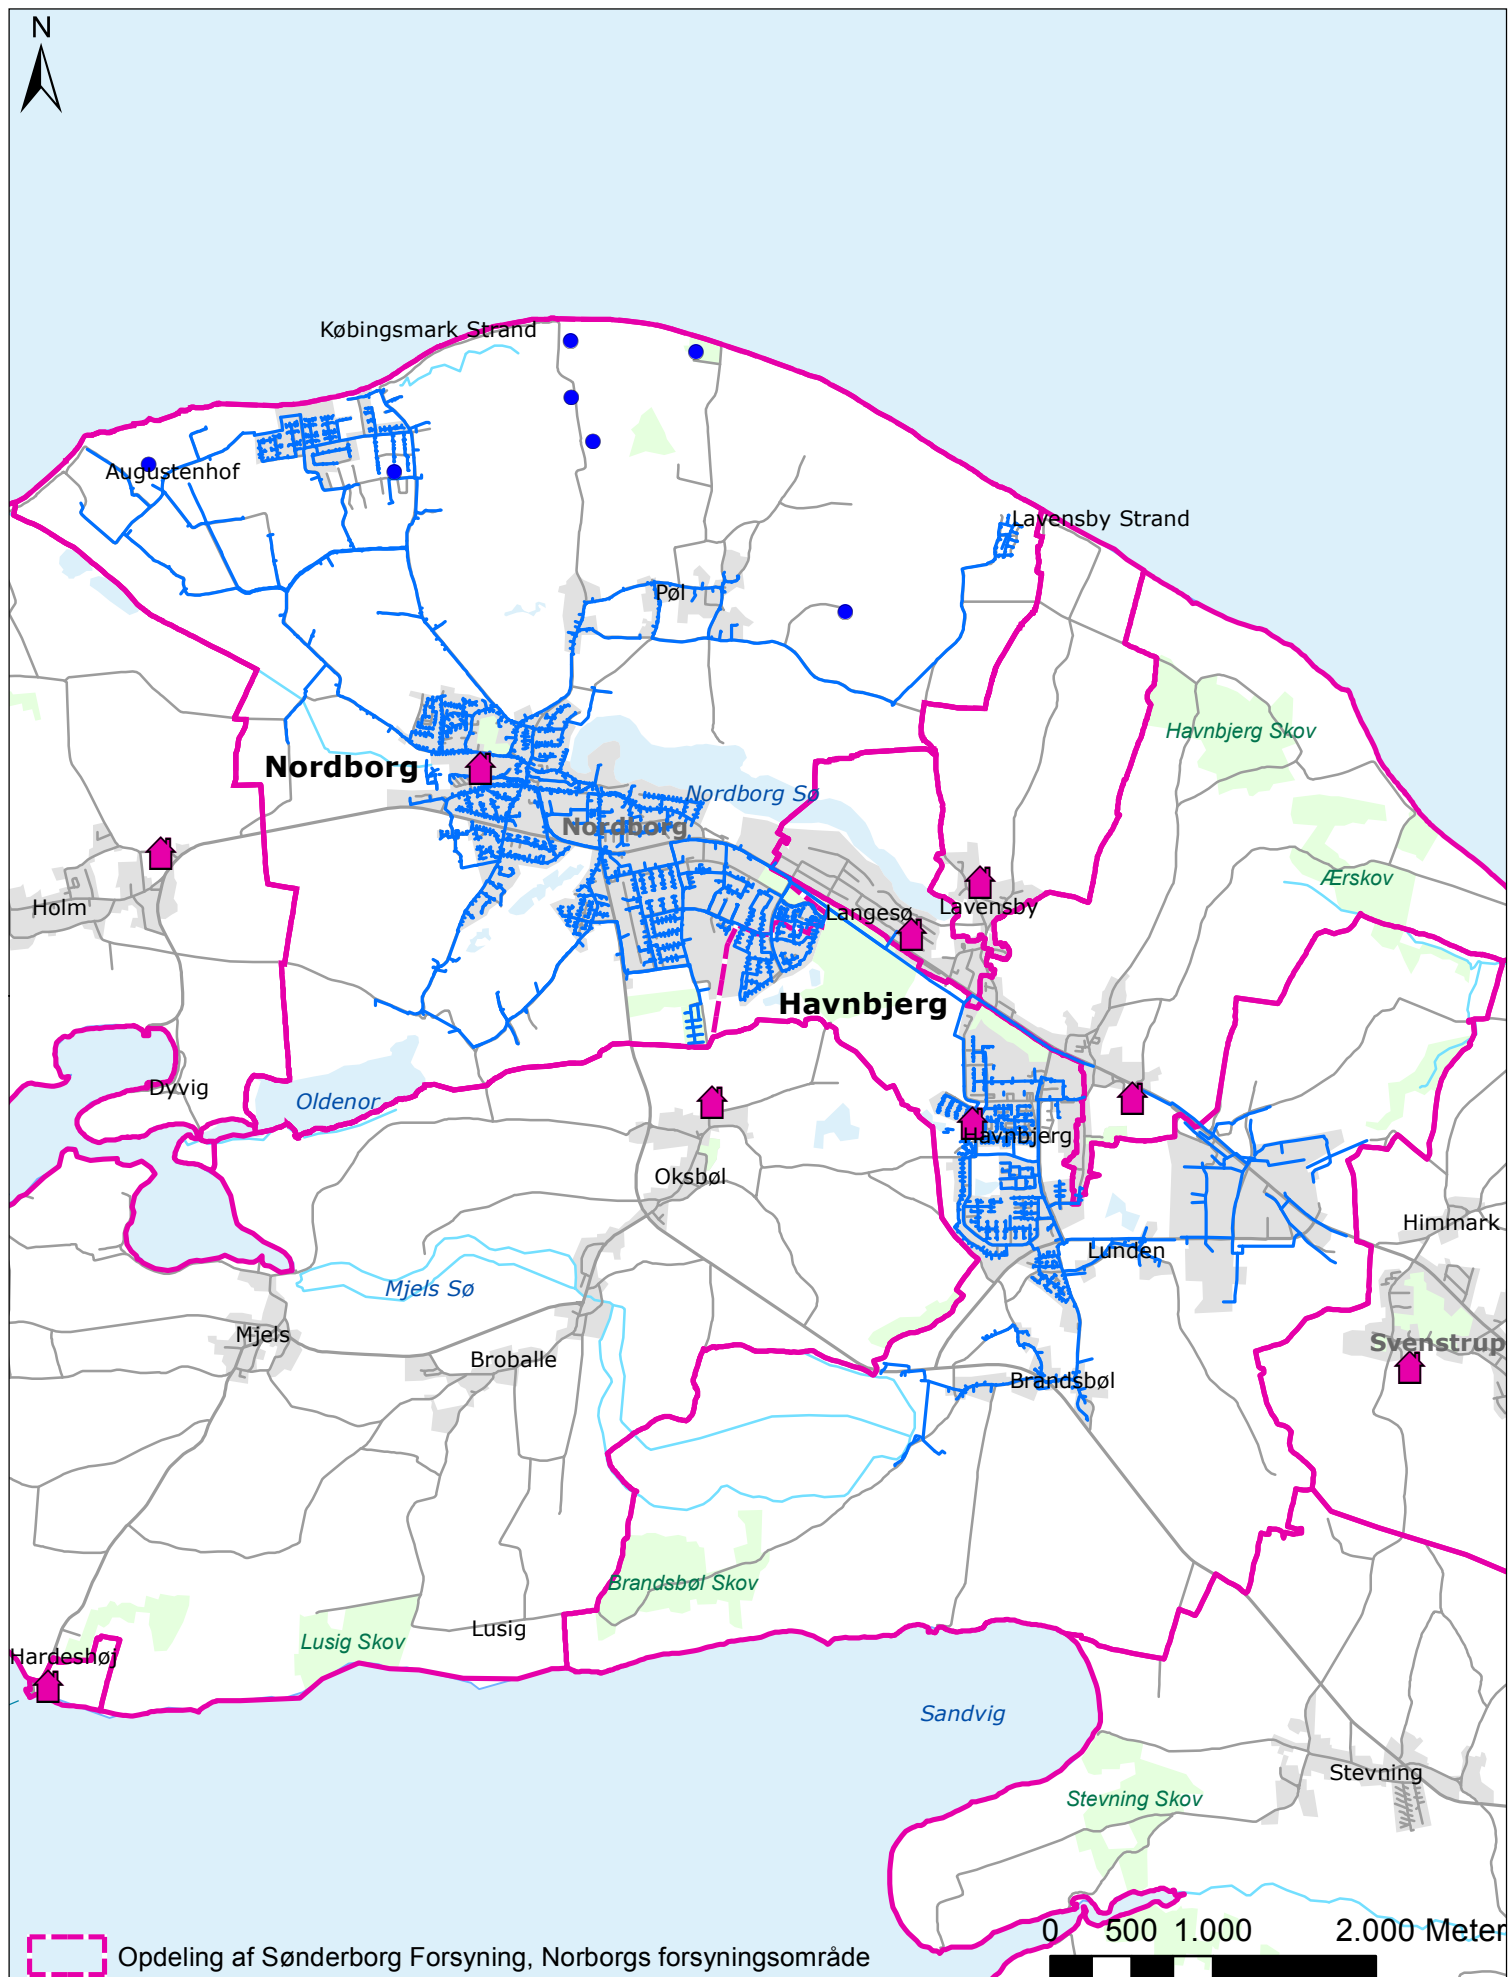 N
Købingsmark Strand
Augustenhof
Lavensby Strand
Pøl
Havnbjerg Skov
Nordborg
Nordborg Sø
Nordborg
Ærskov
Holm
Langesø
Lavensby
Havnbjerg
Dyvig
Oldenor
Havnbjerg
Oksbøl
Himmark
Lunden
Mjels Sø
Mjels
Svenstrup
Broballe
Brandsbøl
Brandsbøl Skov
Lusig
Lusig Skov
Hardeshøj
Sandvig
Stevning
Stevning Skov
0 500 1.000 2.000 Meter
Opdeling af Sønderborg Forsyning, Norborgs forsyningsområde